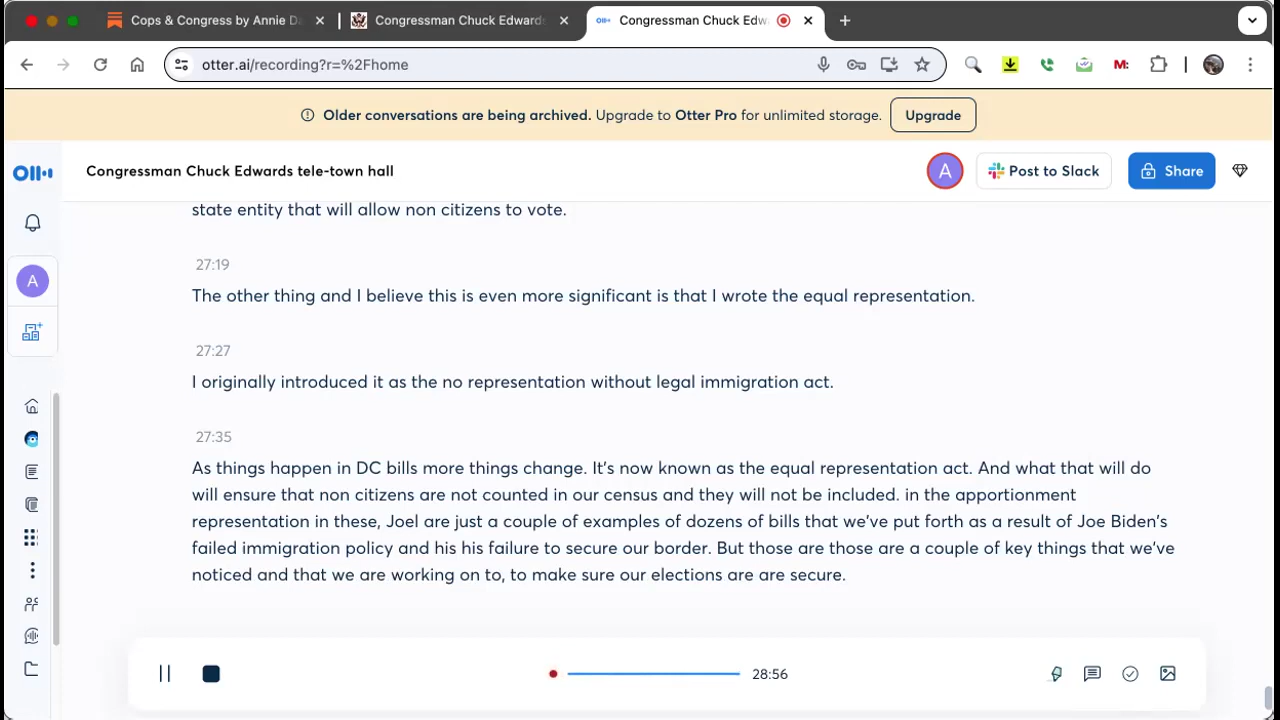 Cops & Congress by Annie Da
Congressman Chuck Edwards
Congressman Chuck Edw
otter.ai/recording?r=%2Fhome
M:
Older conversations are being archived. Upgrade to Otter Pro for unlimited storage.
Upgrade
Congressman Chuck Edwards tele-town hall
A
Post to Slack
Share
state entity that will allow non citizens to vote.
27:19
A
The other thing and I believe this is even more significant is that I wrote the equal representation.
27:27
I originally introduced it as the no representation without legal immigration act.
27:35
As things happen in DC bills more things change. It's now known as the equal representation act. And what that will do
will ensure that non citizens are not counted in our census and they will not be included. in the apportionment
representation in these, Joel are just a couple of examples of dozens of bills that we've put forth as a result of Joe Biden's
failed immigration policy and his his failure to secure our border. But those are those are a couple of key things that we've
noticed and that we are working on to, to make sure our elections are are secure.
28:56